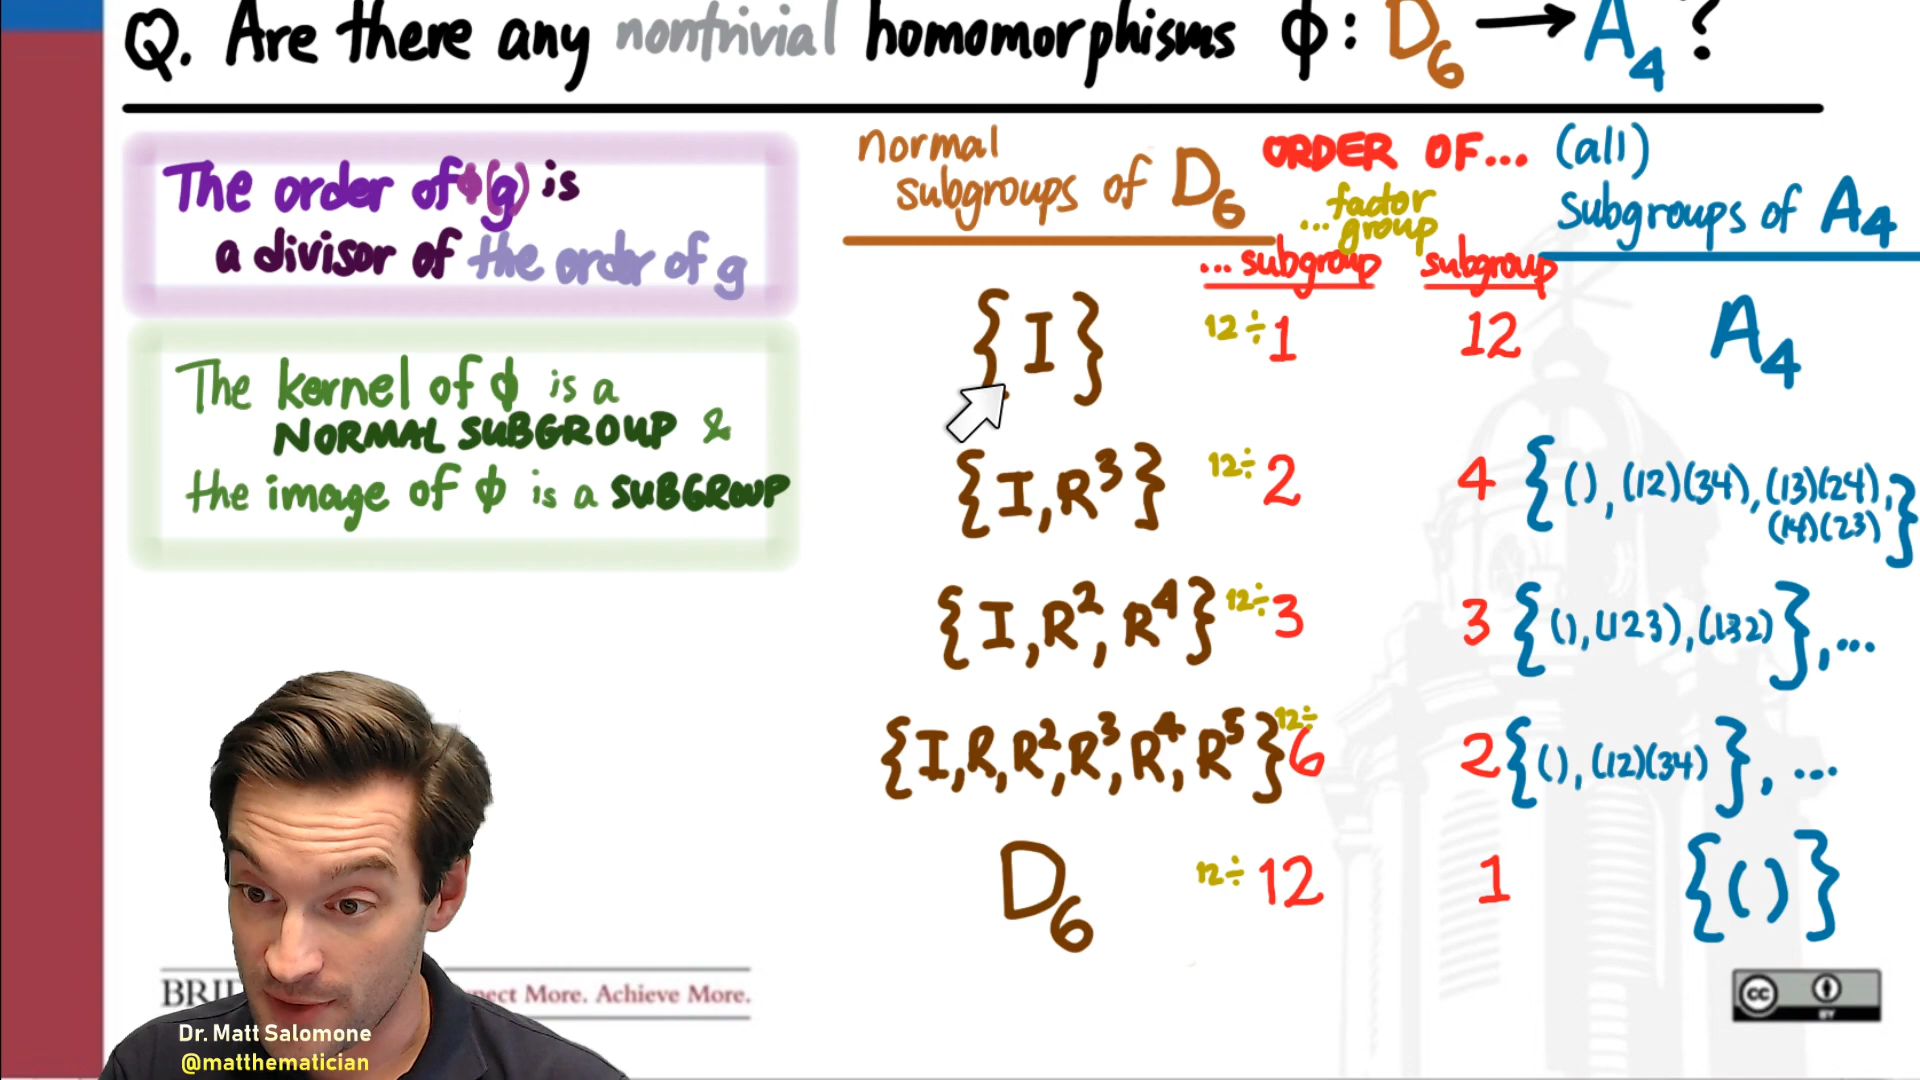 Q. Are there any nontrivial homomorphisms ϕ: D₆ → A₄ ?
The order of ϕ(g) is
a divisor of the order of g
The kernel of ϕ is a
NORMAL SUBGROUP &
the image of ϕ is a SUBGROUP
normal
subgroups of D₆
ORDER OF...
... factor
group
... subgroup
subgroup
(all)
subgroups of A₄
{ I } 12÷ 1 12 A₄
{ I, R³ } 12÷ 2 4 { (), (12)(34), (13)(24),
(14)(23) }
{ I, R², R⁴ } 12÷ 3 3 { (), (123), (132) }, ...
{ I, R, R², R³, R⁴, R⁵ } 12÷ 6 2 { (), (12)(34) }, ...
D₆ 12÷ 12 1 { () }
More. Achieve More.
Dr. Matt Salomone
@matthematician
cc
BY